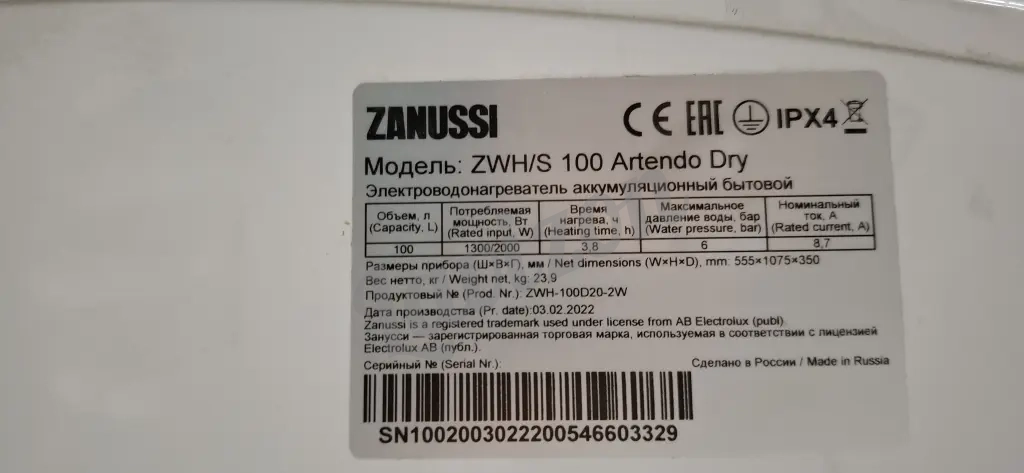 ZANUSSI CE EAC IPX4
Модель: ZWH/S 100 Artendo Dry
Электроводонагреватель аккумуляционный бытовой
Объем, л (Capacity, L) Потребляемая мощность, Вт (Rated input, W) Время нагрева, ч (Heating time, h) Максимальное давление воды, бар (Water pressure, bar) Номинальный ток, А (Rated current, A)
100 1300/2000 3,8 6 8,7
Размеры прибора (Ш×В×Г), мм / Net dimensions (W×H×D), mm: 555×1075×350
Вес нетто, кг / Weight net, kg: 23,9
Продуктовый № (Prod. Nr.): ZWH-100D20-2W
Дата производства (Pr. date):03.02.2022
Zanussi is a registered trademark used under license from AB Electrolux (publ).
Занусси — зарегистрированная торговая марка, используемая в соответствии с лицензией
Electrolux AB (публ).
Серийный № (Serial Nr.): Сделано в России / Made in Russia
SN10020030222200546603329